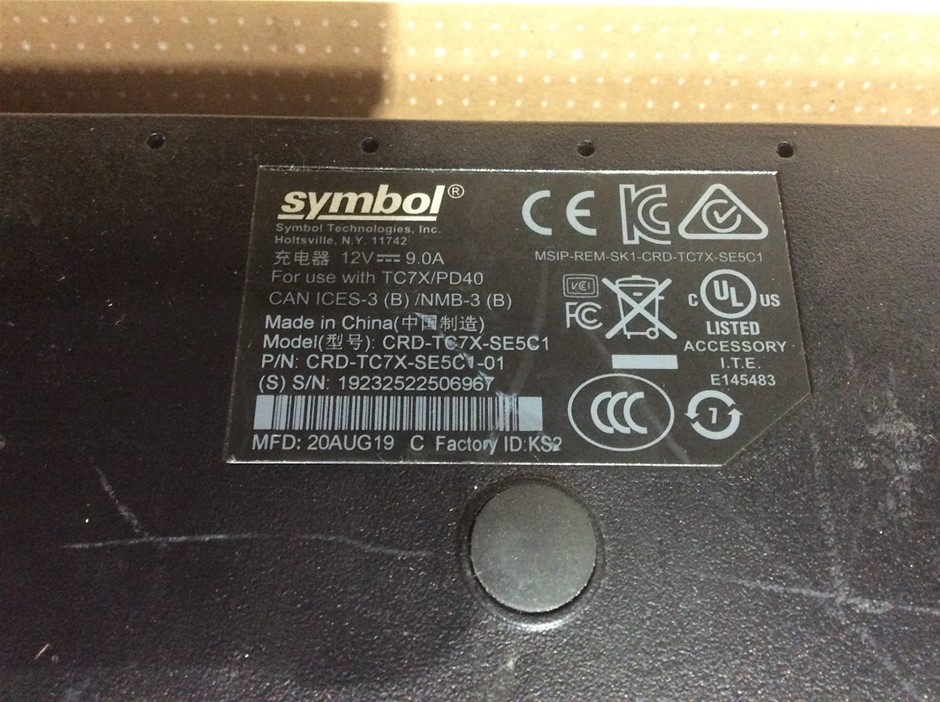 symbol®
Symbol Technologies, Inc.
Holtsville, N.Y. 11742
充电器 12V⎓ 9.0A
For use with TC7X/PD40
CAN ICES-3 (B) /NMB-3 (B)
Made in China(中国制造)
Model(型号): CRD-TC7X-SE5C1
P/N: CRD-TC7X-SE5C1-01
(S) S/N: 19232522506967
MFD: 20AUG19 C Factory ID:KS2
CE
KC
MSIP-REM-SK1-CRD-TC7X-SE5C1
VCI
FC
c UL US
LISTED
ACCESSORY
I.T.E.
E145483
CCC
7